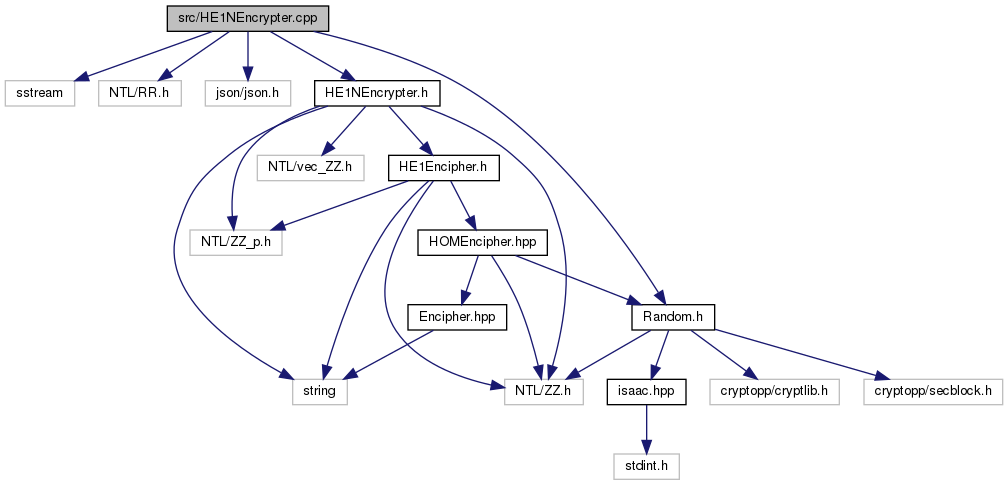 src/HE1NEncrypter.cpp
sstream
NTL/RR.h
json/json.h
HE1NEncrypter.h
NTL/vec_ZZ.h
HE1Encipher.h
NTL/ZZ_p.h
HOMEncipher.hpp
Encipher.hpp
Random.h
string
NTL/ZZ.h
isaac.hpp
cryptopp/cryptlib.h
cryptopp/secblock.h
stdint.h